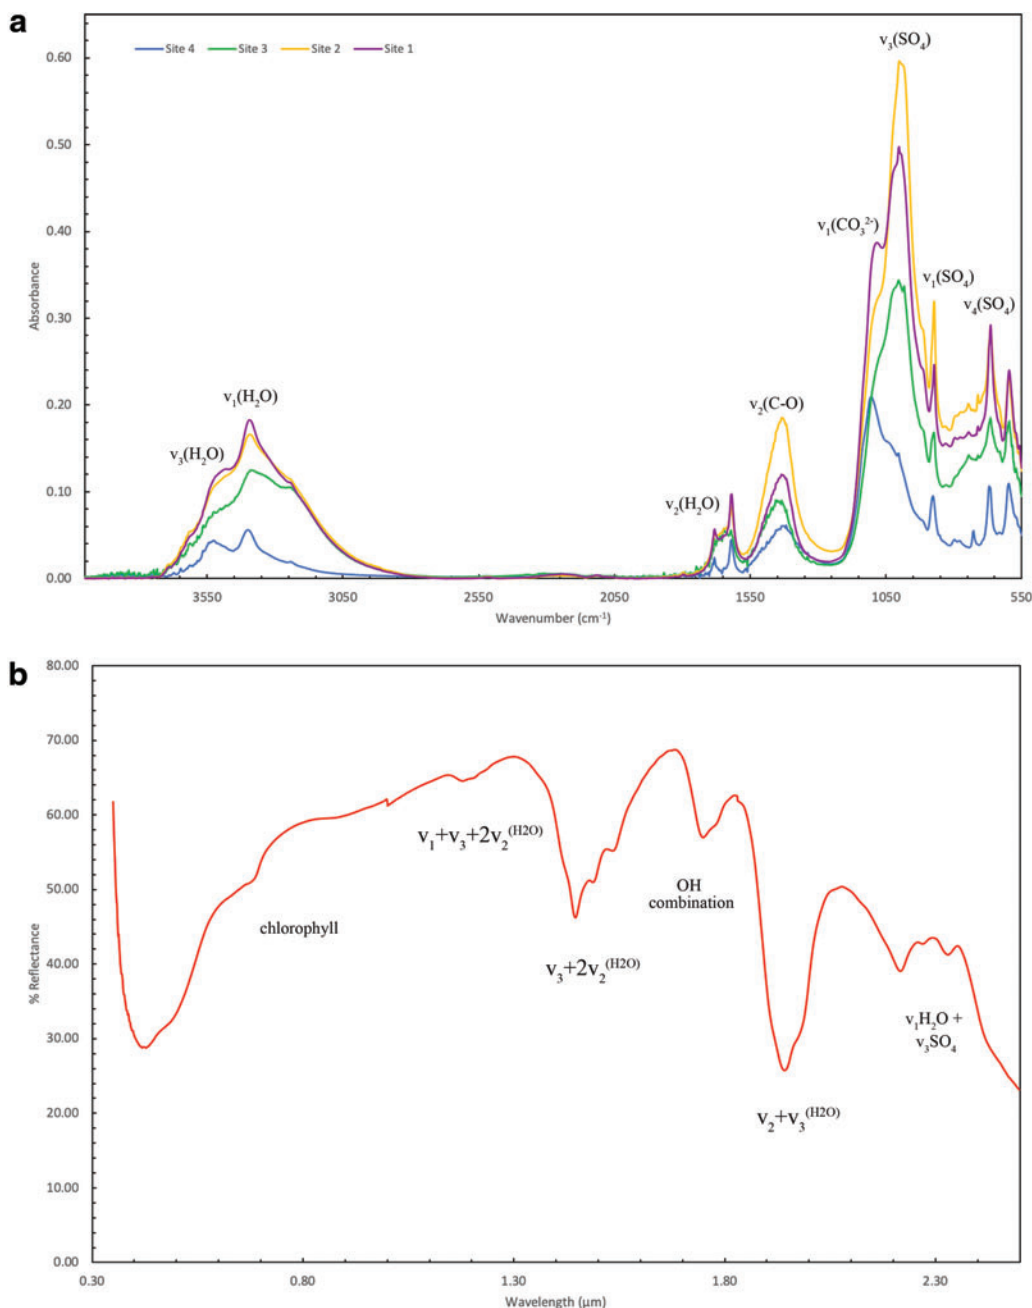 a
Site 4 Site 3 Site 2 Site 1
v₃(SO₄)
0.60
0.50
v₁(CO₃²⁻)
0.40
v₁(SO₄)
v₄(SO₄)
Absorbance
0.30
v₁(H₂O)
v₂(C-O)
0.20
v₃(H₂O)
v₂(H₂O)
0.10
0.00
3550 3050 2550 2050 1550 1050 550
Wavenumber (cm⁻¹)
b
80.00
70.00
60.00
v₁+v₃+2v₂⁽ᴴ²ᴼ⁾
50.00
OH
combination
chlorophyll
40.00
v₃+2v₂⁽ᴴ²ᴼ⁾
% Reflectance
v₁H₂O +
v₃SO₄
30.00
20.00
v₂+v₃⁽ᴴ²ᴼ⁾
10.00
0.00
0.30 0.80 1.30 1.80 2.30
Wavelength (µm)